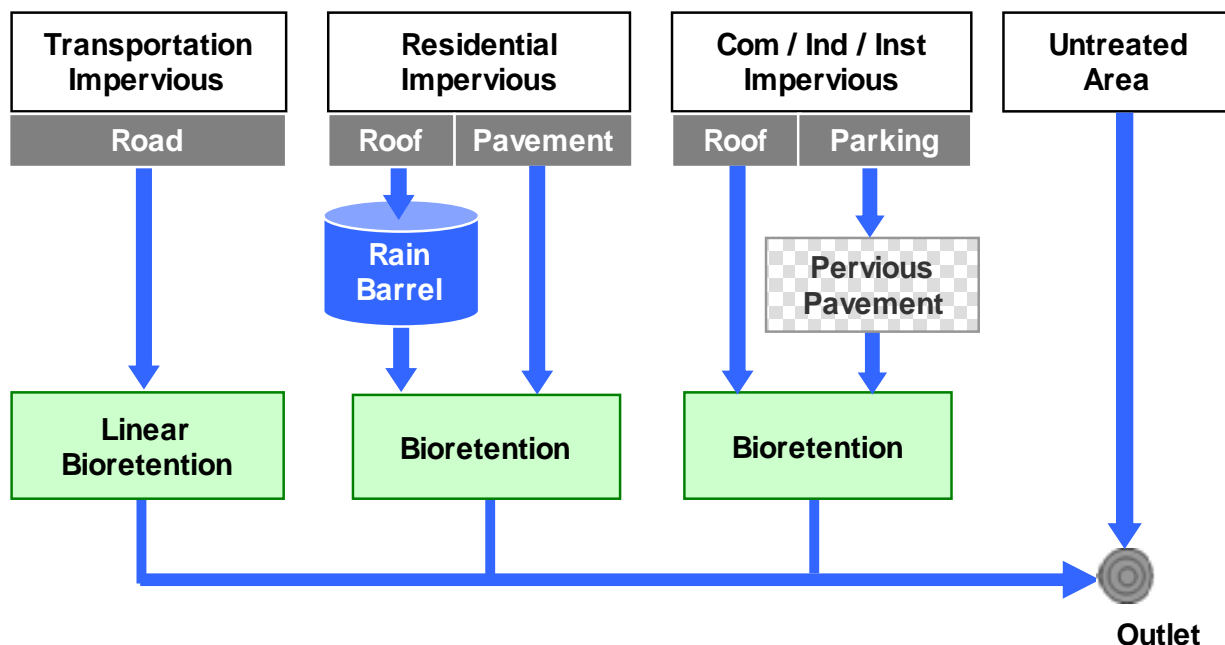 Transportation
Impervious
Residential
Impervious
Com / Ind / Inst
Impervious
Untreated
Area
Road
Roof
Pavement
Roof
Parking
Rain
Barrel
Pervious
Pavement
Linear
Bioretention
Bioretention
Bioretention
Outlet